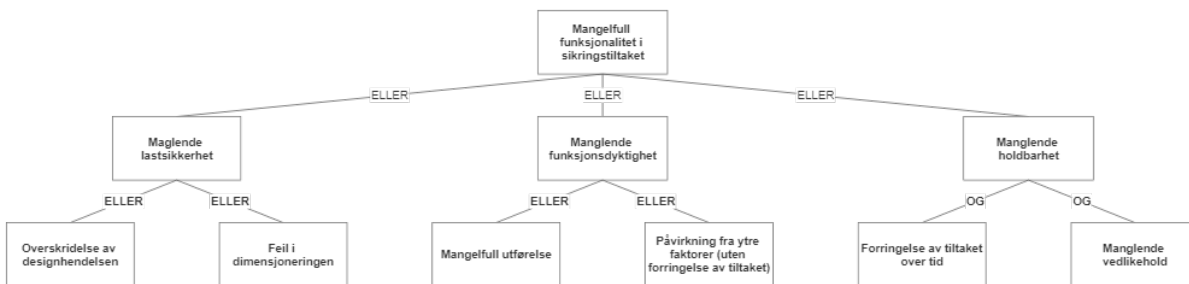 Mangelfull
funksjonalitet i
sikringstiltaket
ELLER
ELLER
ELLER
Maglende
lastsikkerhet
Manglende
funksjonsdyktighet
Manglende
holdbarhet
ELLER
ELLER
ELLER
ELLER
OG
OG
Overskridelse av
designhendelsen
Feil i
dimensjoneringen
Mangelfull utførelse
Påvirkning fra ytre
faktorer (uten
forringelse av tiltaket)
Forringelse av tiltaket
over tid
Manglende
vedlikehold